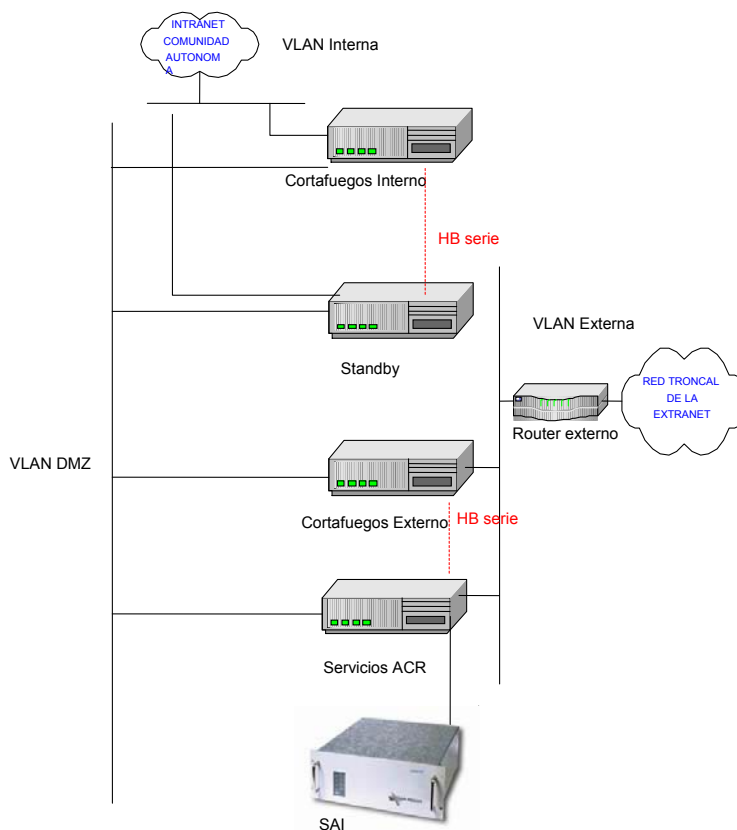 INTRANET
COMUNIDAD
AUTONOM
A
VLAN Interna
Cortafuegos Interno
HB serie
VLAN Externa
Standby
RED TRONCAL
DE LA
EXTRANET
Router externo
VLAN DMZ
Cortafuegos Externo
HB serie
Servicios ACR
SAI